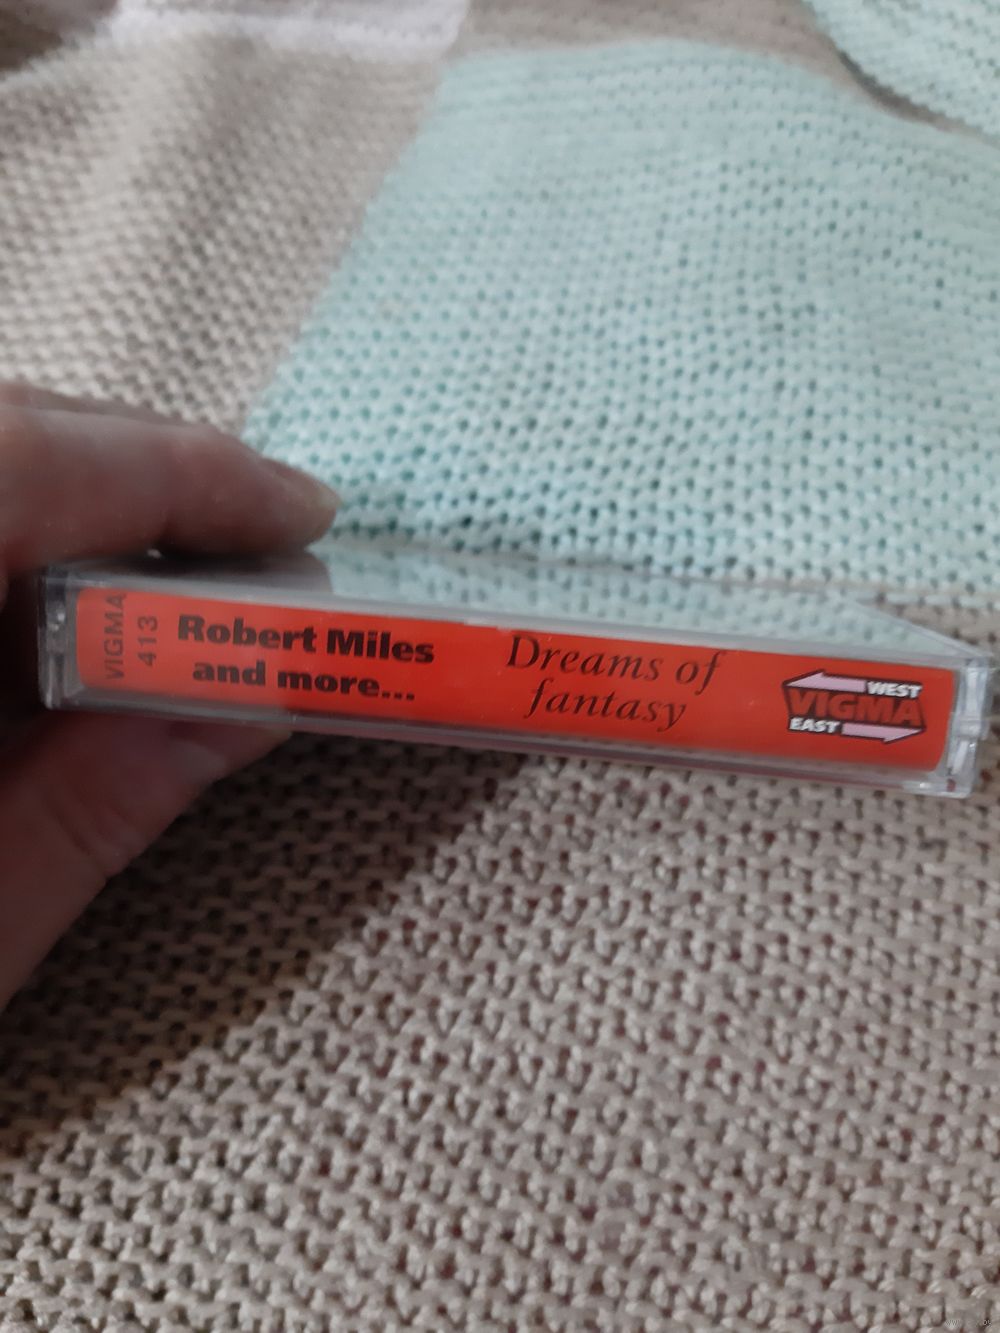 VIGMA
413
Robert Miles
and more...
Dreams of
fantasy
WEST
VIGMA
EAST